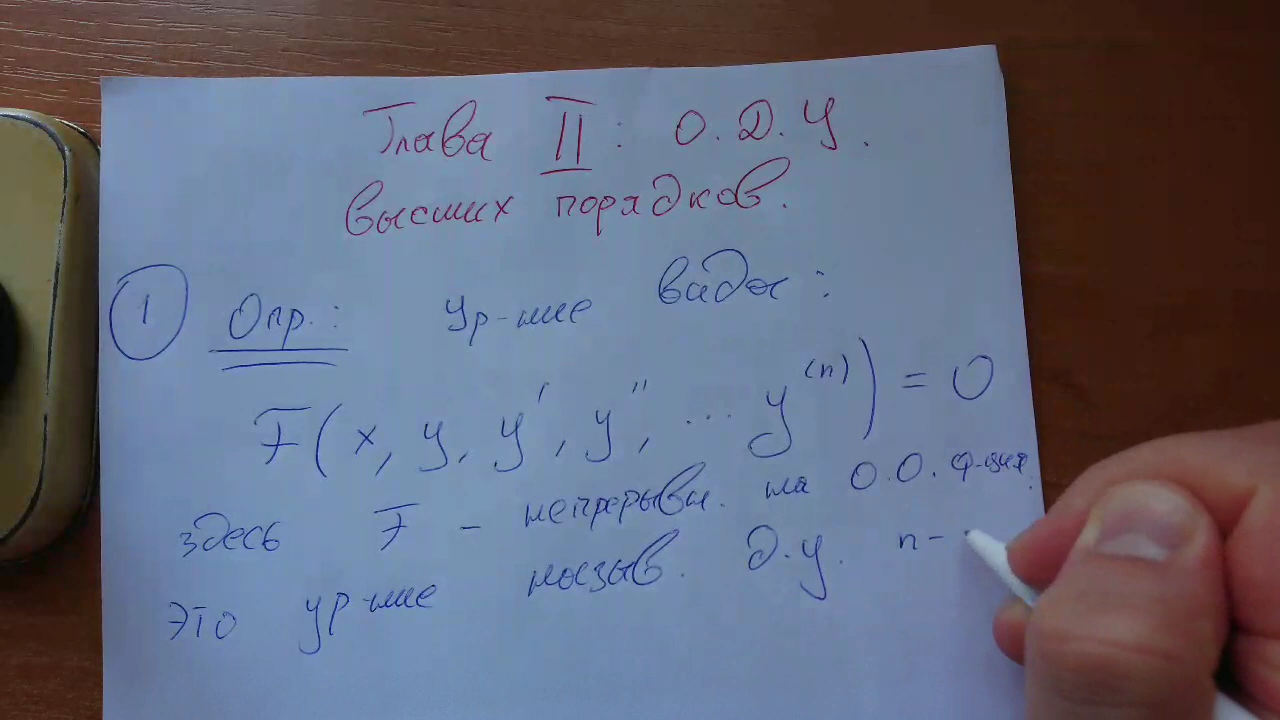 Глава II: О.Д.У.
высших порядков.
1 Опр.: Ур-ние вида:
F(x, y, y', y'', ... y^(n)) = 0
здесь F - непрерывн. на О.О. ф-ция.
это ур-ние назыв. д.у. n-